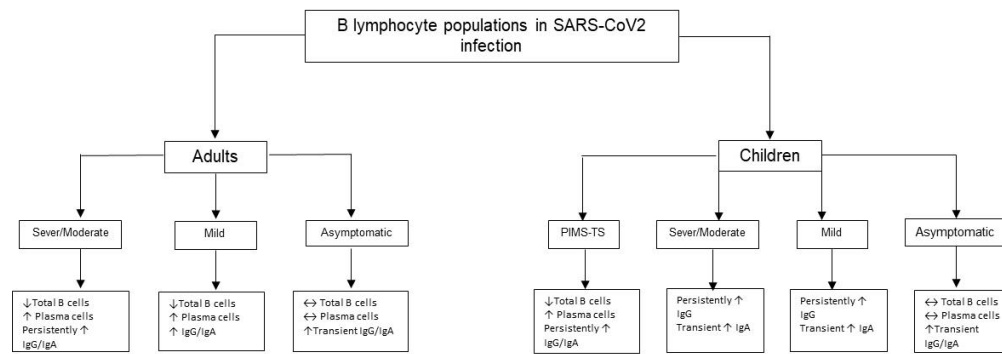 B lymphocyte populations in SARS-CoV2
infection
Adults
Children
Sever/Moderate
Mild
Asymptomatic
PIMS-TS
Sever/Moderate
Mild
Asymptomatic
↓Total B cells
↑ Plasma cells
Persistently ↑
IgG/IgA
↓Total B cells
↑ Plasma cells
↑ IgG/IgA
↔ Total B cells
↔ Plasma cells
↑Transient IgG/IgA
↓Total B cells
↑ Plasma cells
Persistently ↑
IgG/IgA
Persistently ↑
IgG
Transient ↑ IgA
Persistently ↑
IgG
Transient ↑ IgA
↔ Total B cells
↔ Plasma cells
↑Transient
IgG/IgA